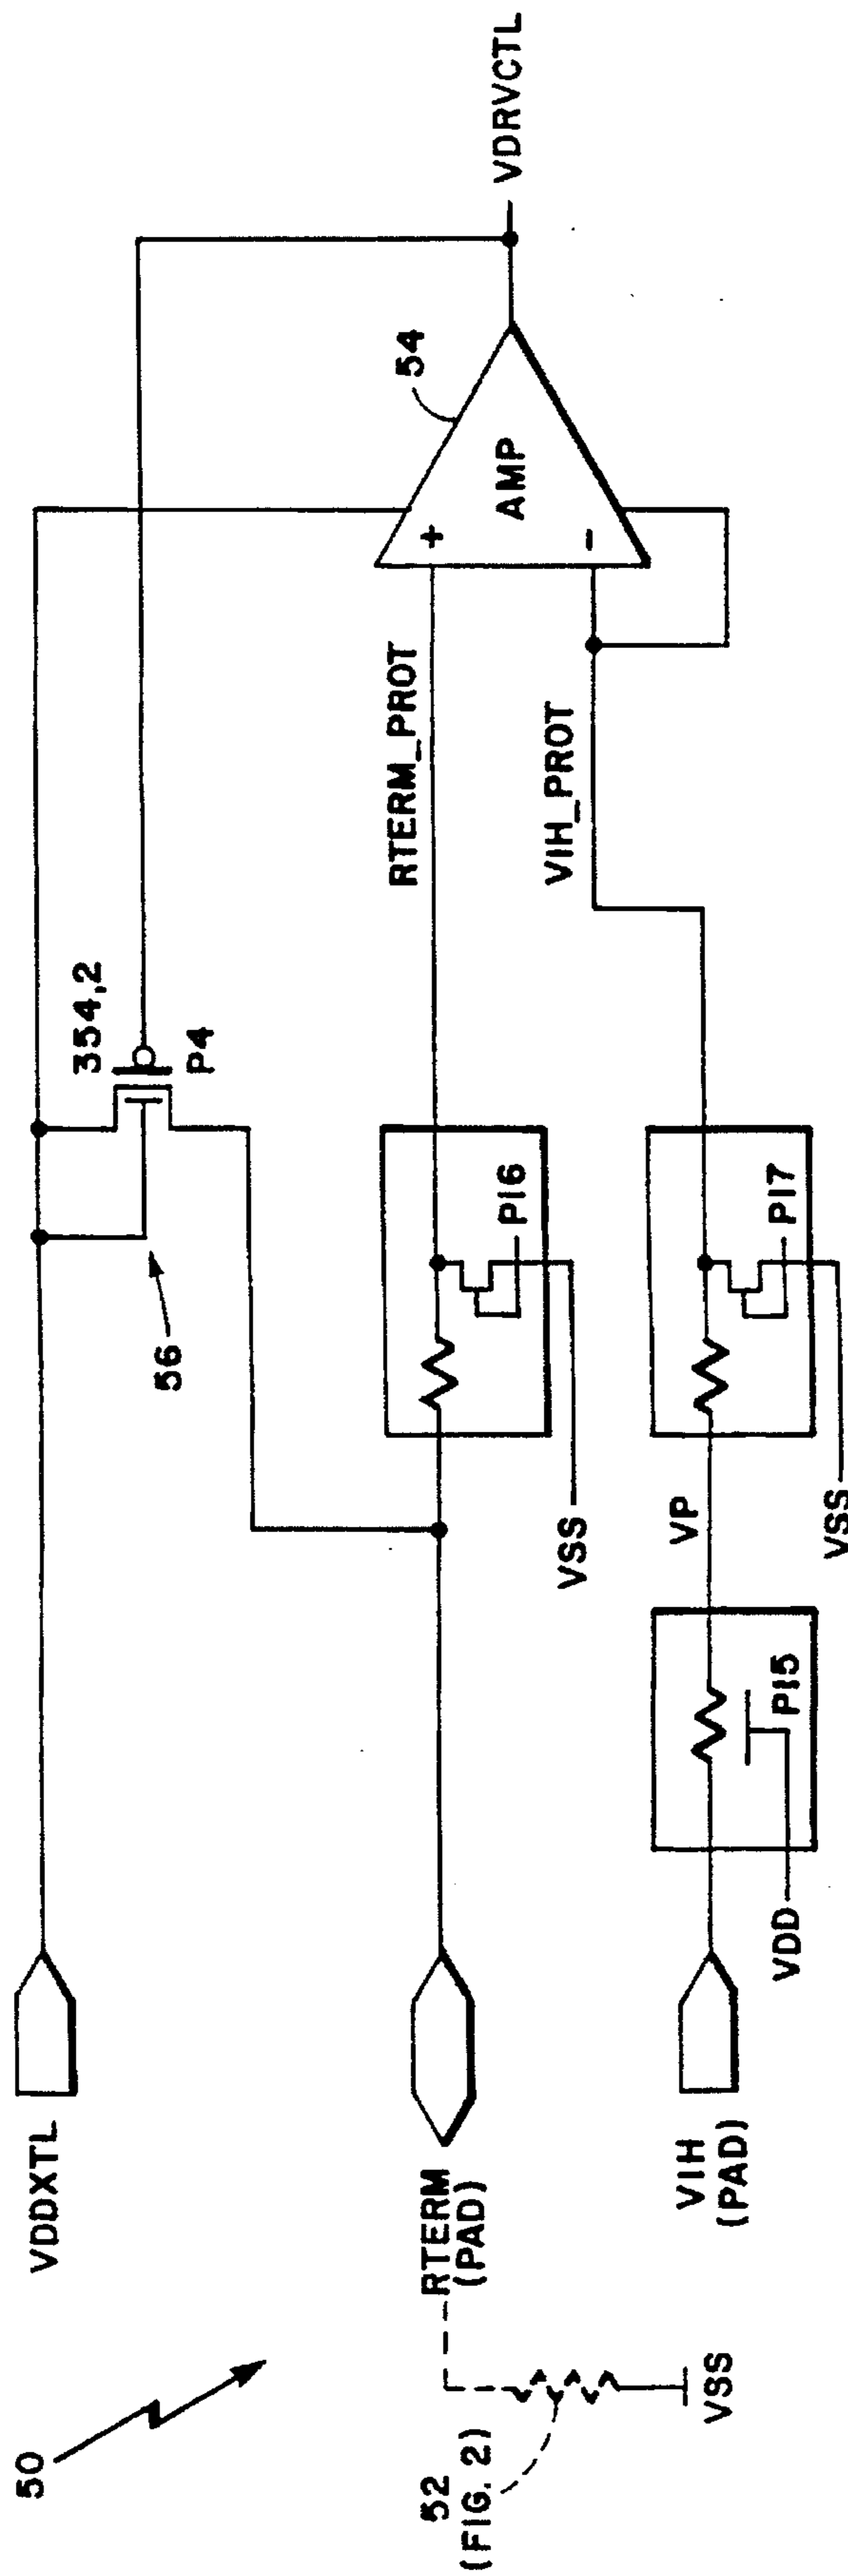 50
VDDXTL
56
354,2
P4
52
(FIG. 2)
RTERM
(PAD)
VSS
VSS
PI6
RTERM_PROT
54
+
AMP
-
VDRVCTL
VIH
(PAD)
VDD
PI5
VP
VSS
PI7
VIH_PROT